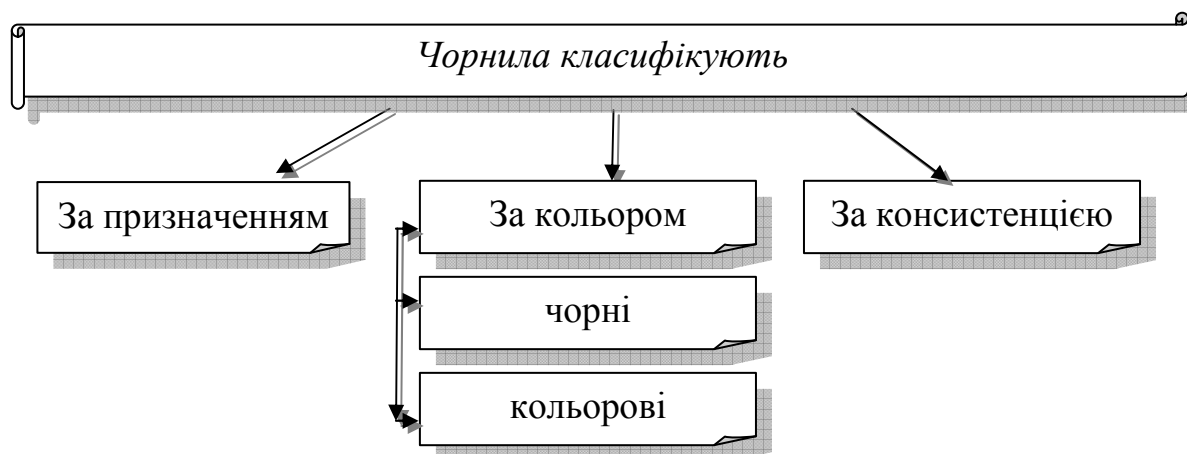 Чорнила класифікують
За призначенням
За кольором
За консистенцією
чорні
кольорові